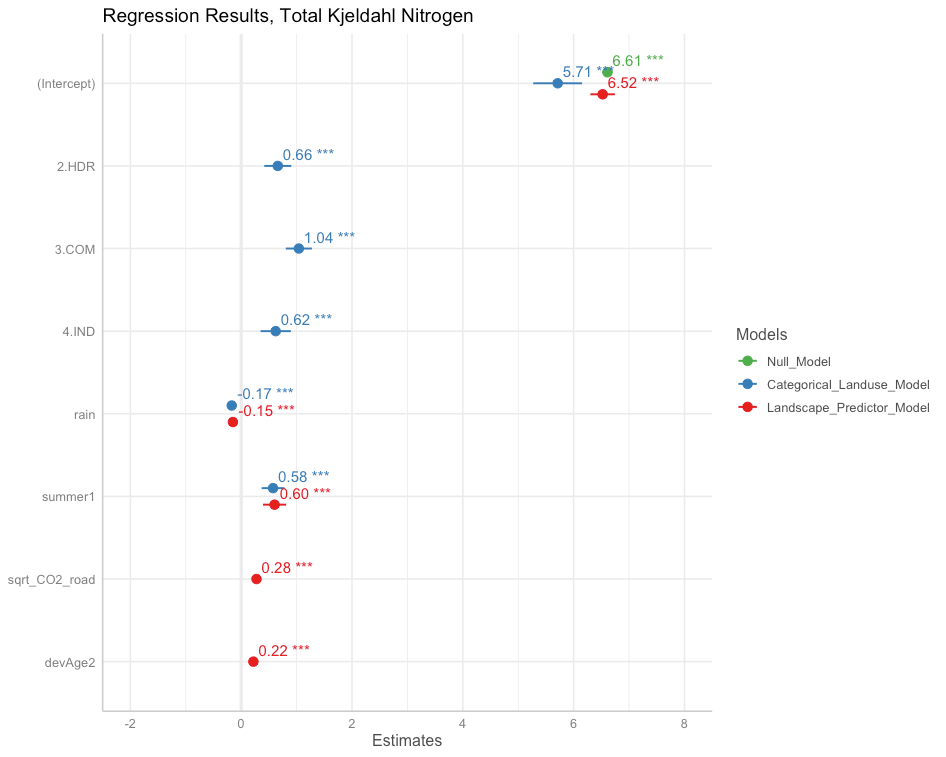 Regression Results, Total Kjeldahl Nitrogen
6.61 ***
5.71 ***
(Intercept)
6.52 ***
0.66 ***
2.HDR
1.04 ***
3.COM
0.62 ***
4.IND
-0.17 ***
rain
-0.15 ***
0.58 ***
summer1
0.60 ***
0.28 ***
sqrt_CO2_road
0.22 ***
devAge2
-2 0 2 4 6 8
Estimates
Models
Null_Model
Categorical_Landuse_Model
Landscape_Predictor_Model